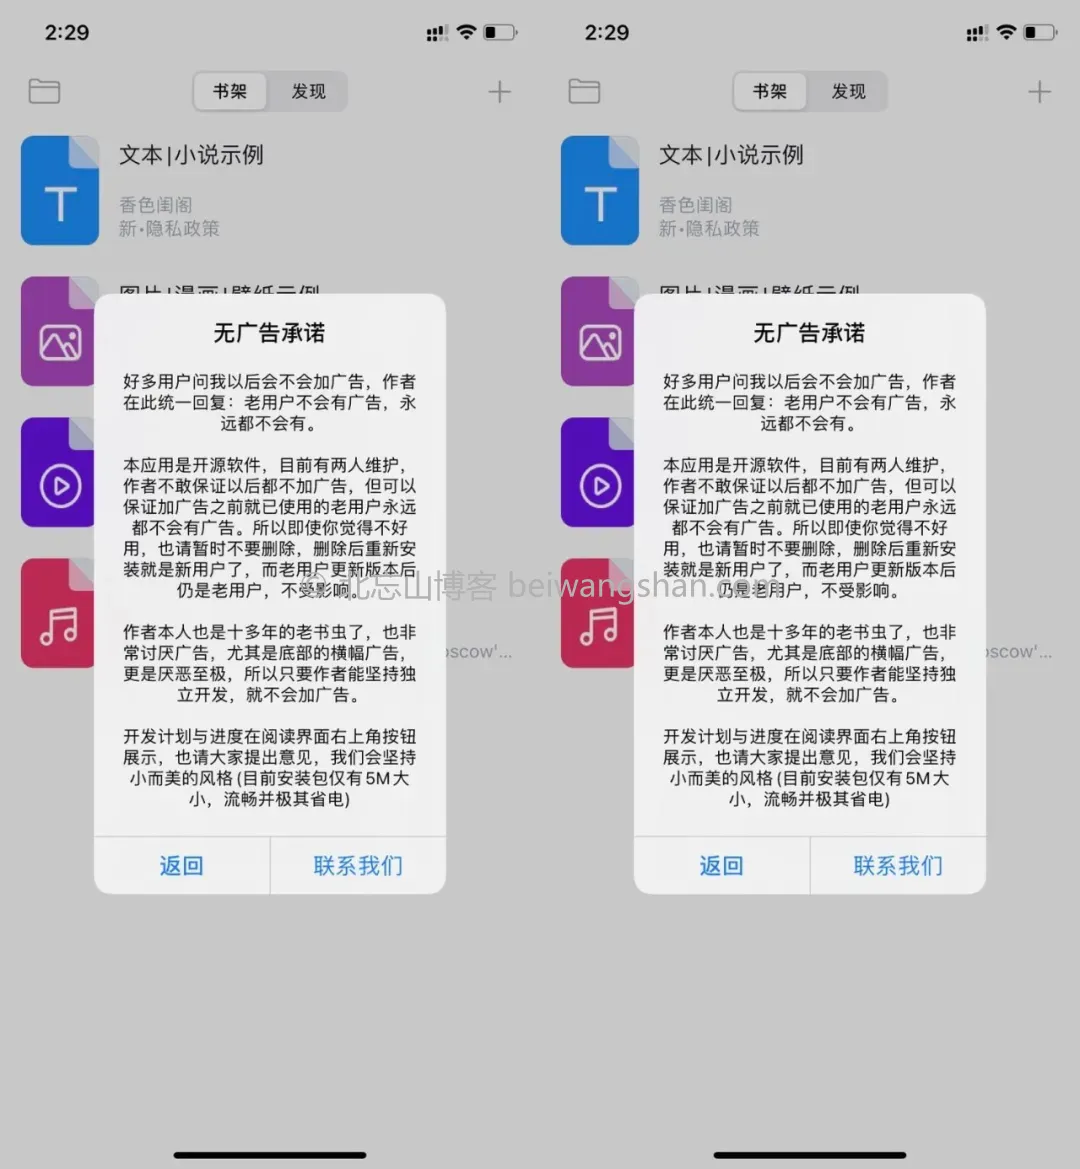 2:29
书架
发现
文本|小说示例
香色闺阁
新·隐私政策
图片|漫画|壁纸示例
无广告承诺
好多用户问我以后会不会加广告，作者
在此统一回复：老用户不会有广告，永
远都不会有。
本应用是开源软件，目前有两人维护，
作者不敢保证以后都不加广告，但可以
保证加广告之前就已使用的老用户永远
都不会有广告。所以即使你觉得不好
用，也请暂时不要删除，删除后重新安
装就是新用户了，而老用户更新版本后
仍是老用户，不受影响。
作者本人也是十多年的老书虫了，也非
常讨厌广告，尤其是底部的横幅广告，
更是厌恶至极，所以只要作者能坚持独
立开发，就不会加广告。
oscow'...
开发计划与进度在阅读界面右上角按钮
展示，也请大家提出意见，我们会坚持
小而美的风格(目前安装包仅有5M大
小，流畅并极其省电)
返回
联系我们
2:29
书架
发现
文本|小说示例
香色闺阁
新·隐私政策
图片|漫画|壁纸示例
无广告承诺
好多用户问我以后会不会加广告，作者
在此统一回复：老用户不会有广告，永
远都不会有。
本应用是开源软件，目前有两人维护，
作者不敢保证以后都不加广告，但可以
保证加广告之前就已使用的老用户永远
都不会有广告。所以即使你觉得不好
用，也请暂时不要删除，删除后重新安
装就是新用户了，而老用户更新版本后
仍是老用户，不受影响。
作者本人也是十多年的老书虫了，也非
常讨厌广告，尤其是底部的横幅广告，
更是厌恶至极，所以只要作者能坚持独
立开发，就不会加广告。
oscow'...
开发计划与进度在阅读界面右上角按钮
展示，也请大家提出意见，我们会坚持
小而美的风格(目前安装包仅有5M大
小，流畅并极其省电)
返回
联系我们
© 北忘山博客 beiwangshan.com